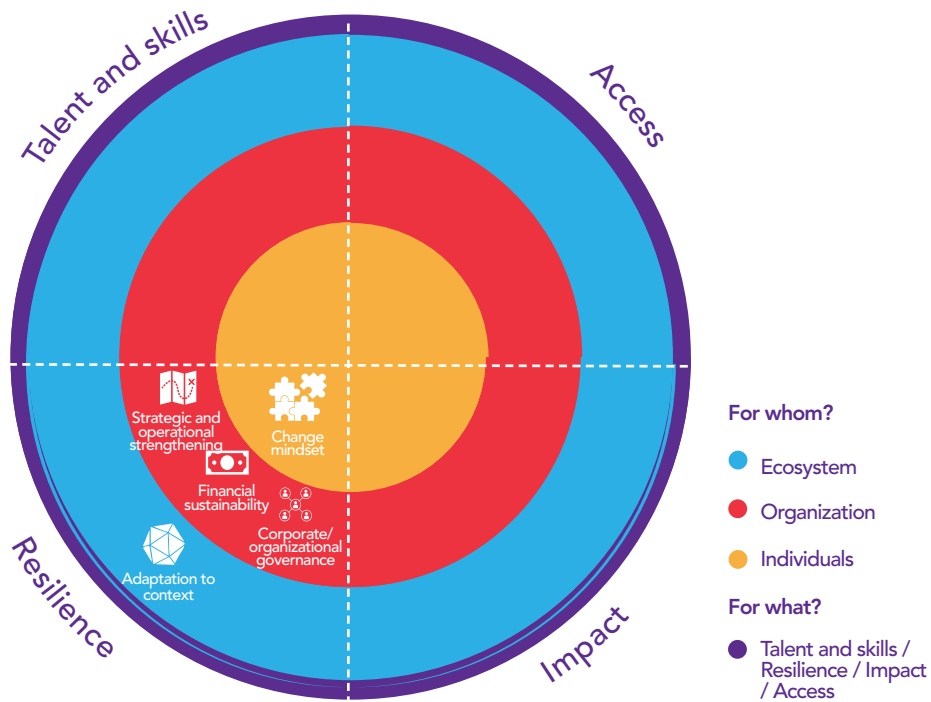 Talent and skills
Access
Strategic and
operational
strengthening
Change
mindset
Financial
sustainability
Corporate/
organizational
governance
Adaptation to
context
Resilience
Impact
For whom?
Ecosystem
Organization
Individuals
For what?
Talent and skills /
Resilience / Impact
/ Access